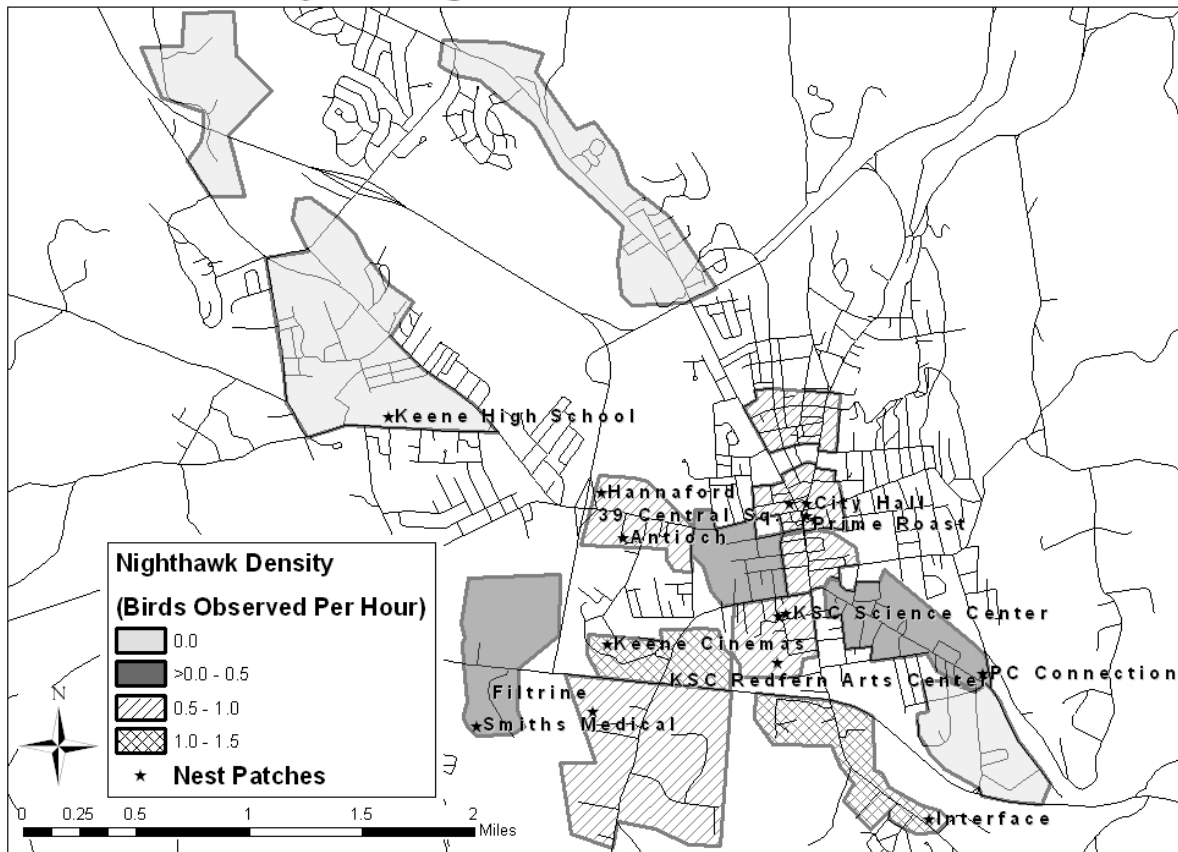 Keene High School
Hannaford
City Hall
39 Central Sq.
Prime Roast
Antioch
KSC Science Center
Keene Cinemas
PC Connection
KSC Redfern Arts Center
Filtrine
Smiths Medical
Interface
Nighthawk Density
(Birds Observed Per Hour)
0.0
>0.0 - 0.5
0.5 - 1.0
1.0 - 1.5
Nest Patches
N
0 0.25 0.5 1 1.5 2
Miles